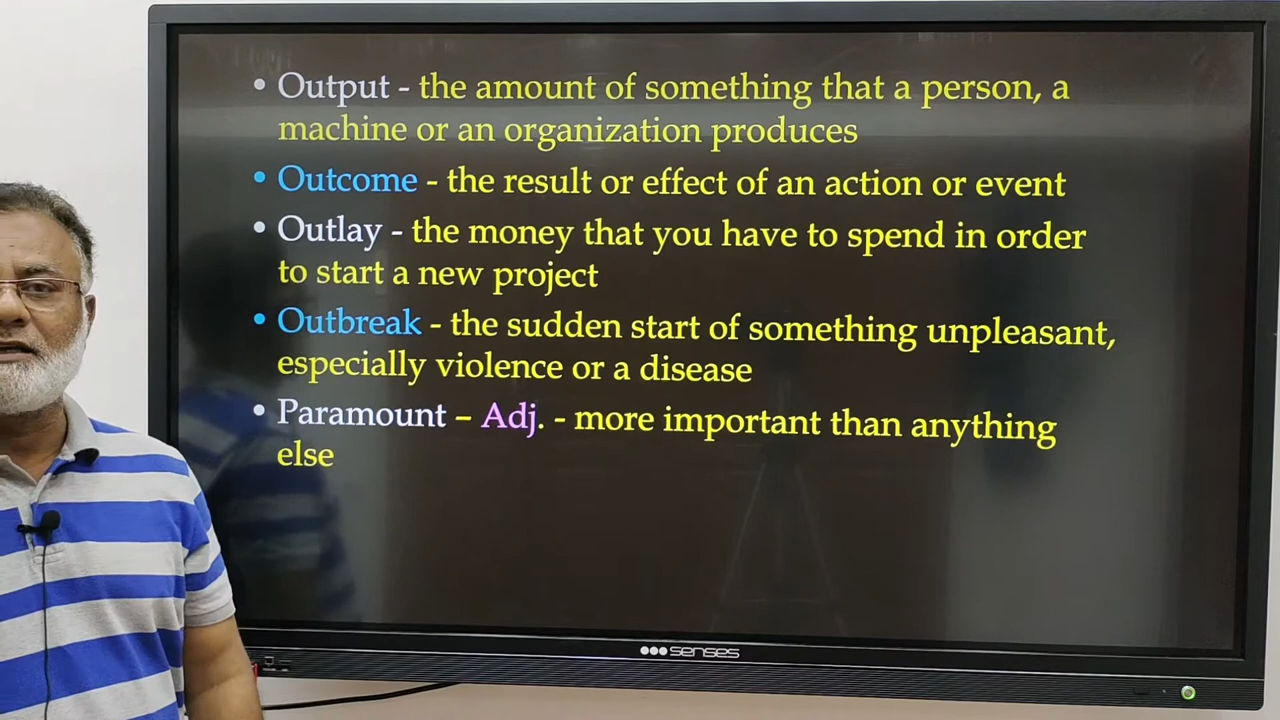 • Output - the amount of something that a person, a
machine or an organization produces
• Outcome - the result or effect of an action or event
• Outlay - the money that you have to spend in order
to start a new project
• Outbreak - the sudden start of something unpleasant,
especially violence or a disease
• Paramount – Adj. - more important than anything
else
senses